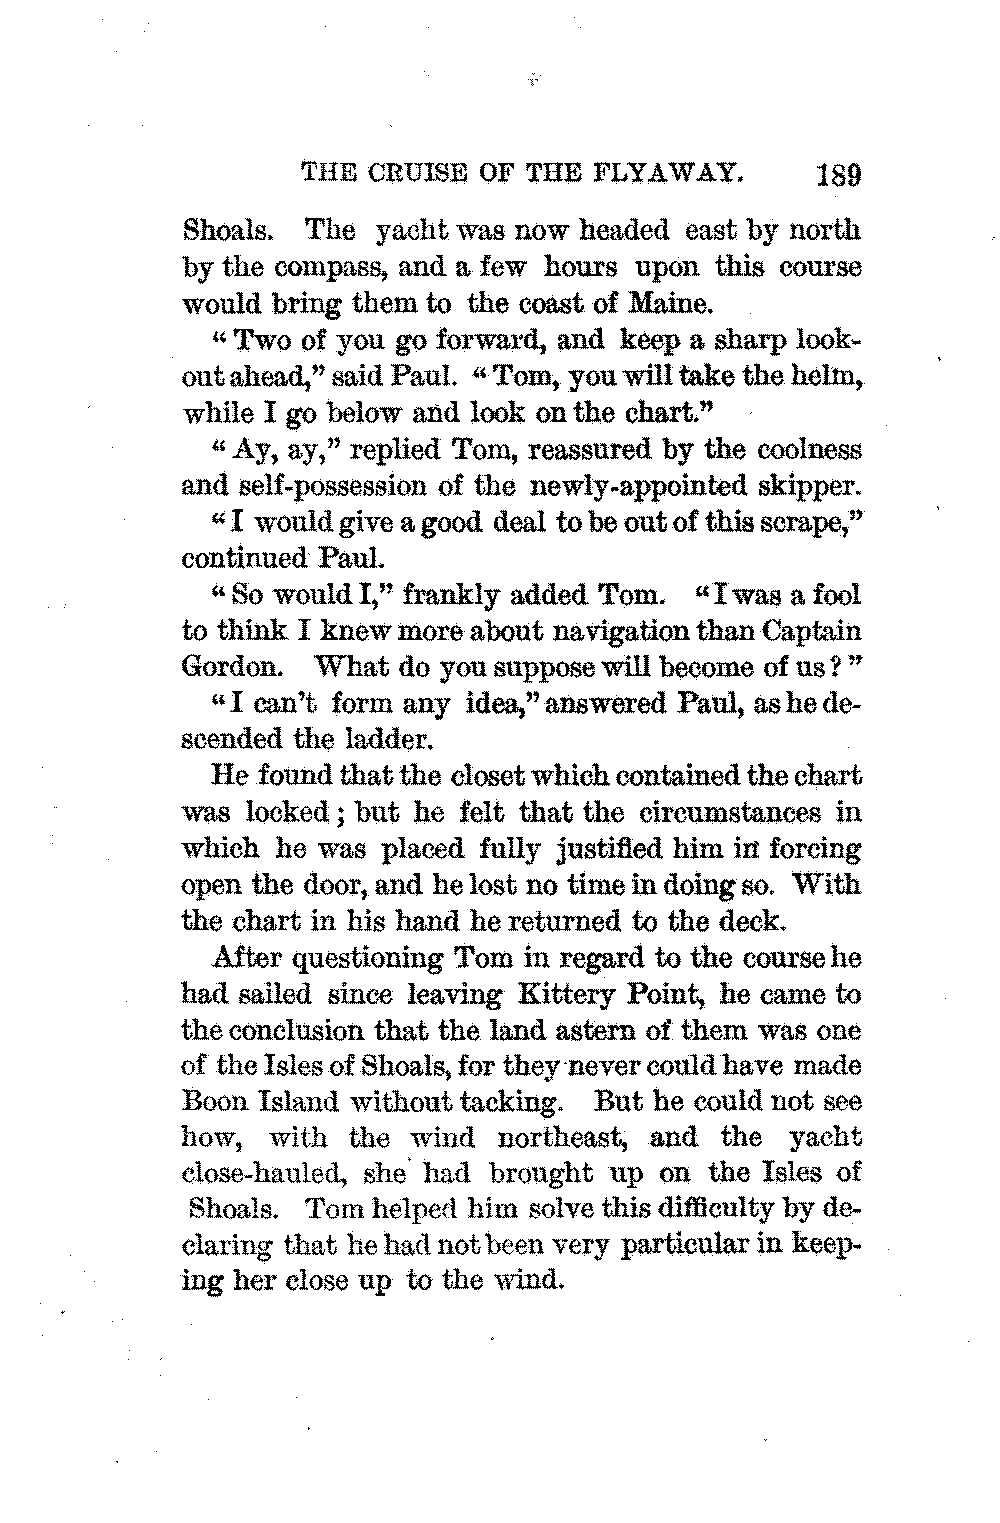 THE CRUISE OF THE FLYAWAY. 189
Shoals. The yacht was now headed east by north
by the compass, and a few hours upon this course
would bring them to the coast of Maine.
“Two of you go forward, and keep a sharp look-
out ahead,” said Paul. “Tom, you will take the helm,
while I go below and look on the chart.”
“Ay, ay,” replied Tom, reassured by the coolness
and self-possession of the newly-appointed skipper.
“I would give a good deal to be out of this scrape,”
continued Paul.
“So would I,” frankly added Tom. “I was a fool
to think I knew more about navigation than Captain
Gordon. What do you suppose will become of us?”
“I can’t form any idea,” answered Paul, as he de-
scended the ladder.
He found that the closet which contained the chart
was locked; but he felt that the circumstances in
which he was placed fully justified him in forcing
open the door, and he lost no time in doing so. With
the chart in his hand he returned to the deck.
After questioning Tom in regard to the course he
had sailed since leaving Kittery Point, he came to
the conclusion that the land astern of them was one
of the Isles of Shoals, for they never could have made
Boon Island without tacking. But he could not see
how, with the wind northeast, and the yacht
close-hauled, she had brought up on the Isles of
Shoals. Tom helped him solve this difficulty by de-
claring that he had not been very particular in keep-
ing her close up to the wind.